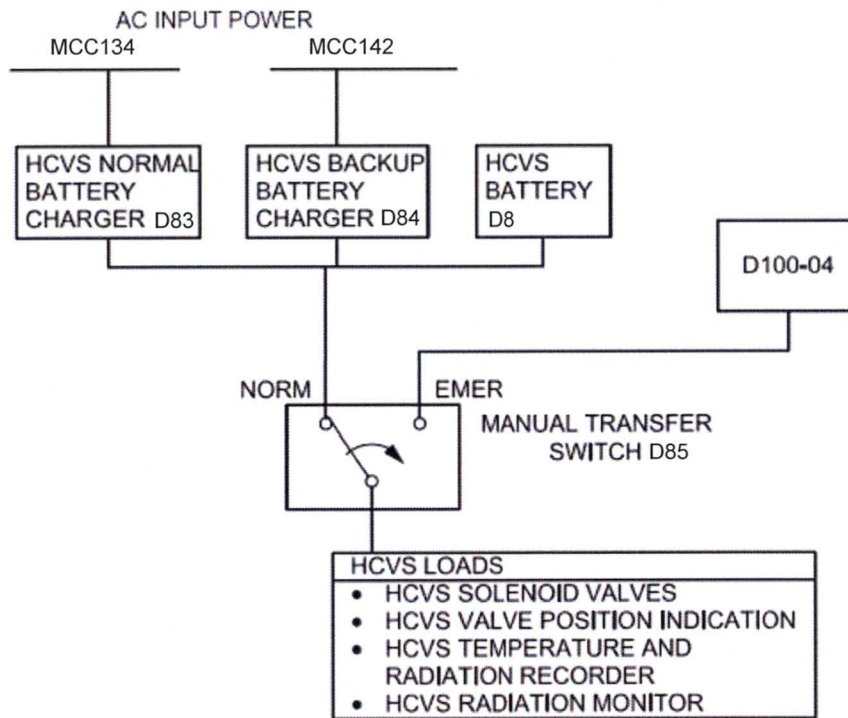 AC INPUT POWER
MCC134
MCC142
HCVS NORMAL
BATTERY
CHARGER D83
HCVS BACKUP
BATTERY
CHARGER D84
HCVS
BATTERY
D8
D100-04
NORM
EMER
MANUAL TRANSFER
SWITCH D85
HCVS LOADS
• HCVS SOLENOID VALVES
• HCVS VALVE POSITION INDICATION
• HCVS TEMPERATURE AND
RADIATION RECORDER
• HCVS RADIATION MONITOR